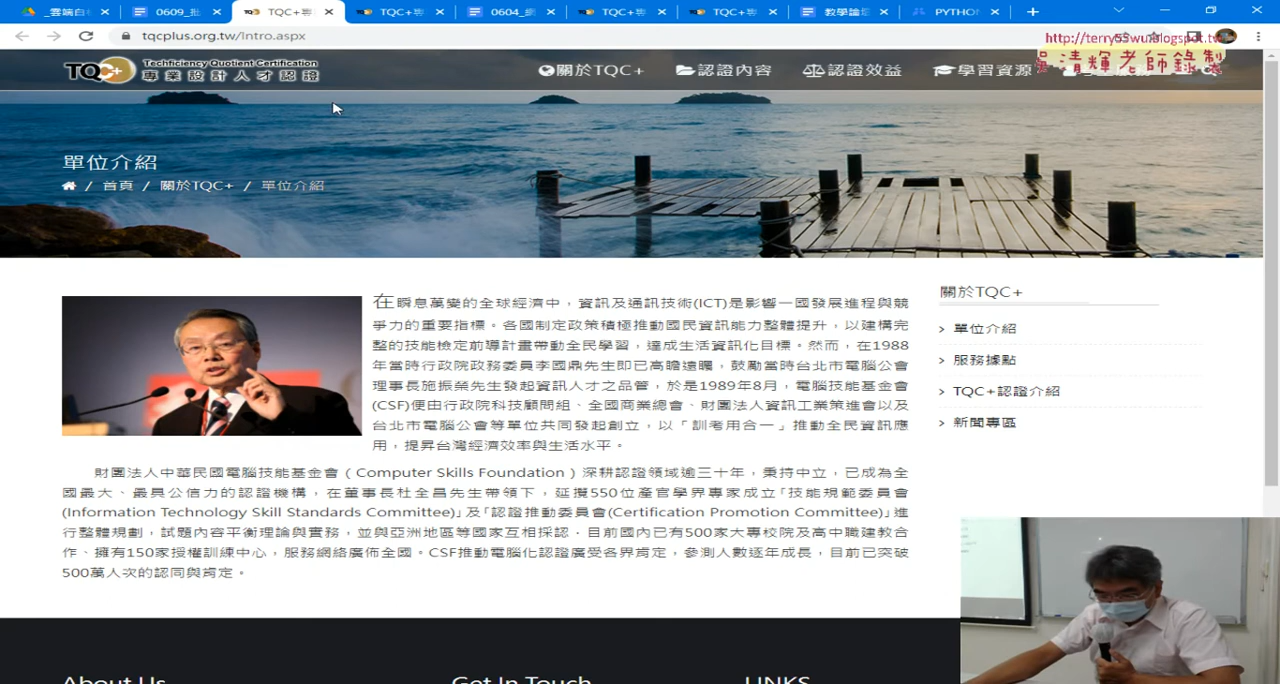 _雲端白
0609_批
TQC+專
TQC+專
0604_網
TQC+專
TQC+專
教學論壇
PYTHON
tqcplus.org.tw/Intro.aspx
http://terry55wu.blogspot.tw
吳清輝老師錄製
TQC+
Techficiency Quotient Certification
專業設計人才認證
關於TQC+
認證內容
認證效益
學習資源
單位介紹
/ 首頁 / 關於TQC+ / 單位介紹
在瞬息萬變的全球經濟中，資訊及通訊技術(ICT)是影響一國發展進程與競
爭力的重要指標。各國制定政策積極推動國民資訊能力整體提升，以建構完
整的技能檢定前導計畫帶動全民學習，達成生活資訊化目標。然而，在1988
年當時行政院政務委員李國鼎先生即已高瞻遠矚，鼓勵當時台北市電腦公會
理事長施振榮先生發起資訊人才之品管，於是1989年8月，電腦技能基金會
(CSF)便由行政院科技顧問組、全國商業總會、財團法人資訊工業策進會以及
台北市電腦公會等單位共同發起創立，以「訓考用合一」推動全民資訊應
用，提昇台灣經濟效率與生活水平。
財團法人中華民國電腦技能基金會（Computer Skills Foundation）深耕認證領域逾三十年，秉持中立，已成為全
國最大、最具公信力的認證機構，在董事長杜全昌先生帶領下，延攬550位產官學界專家成立「技能規範委員會
(Information Technology Skill Standards Committee)」及「認證推動委員會(Certification Promotion Committee)」進
行整體規劃，試題內容平衡理論與實務，並與亞洲地區等國家互相採認．目前國內已有500家大專校院及高中職建教合
作、擁有150家授權訓練中心，服務網絡廣佈全國。CSF推動電腦化認證廣受各界肯定，參測人數逐年成長，目前已突破
500萬人次的認同與肯定。
關於TQC+
> 單位介紹
> 服務據點
> TQC+認證介紹
> 新聞專區
About Us
Get In Touch
LINKS